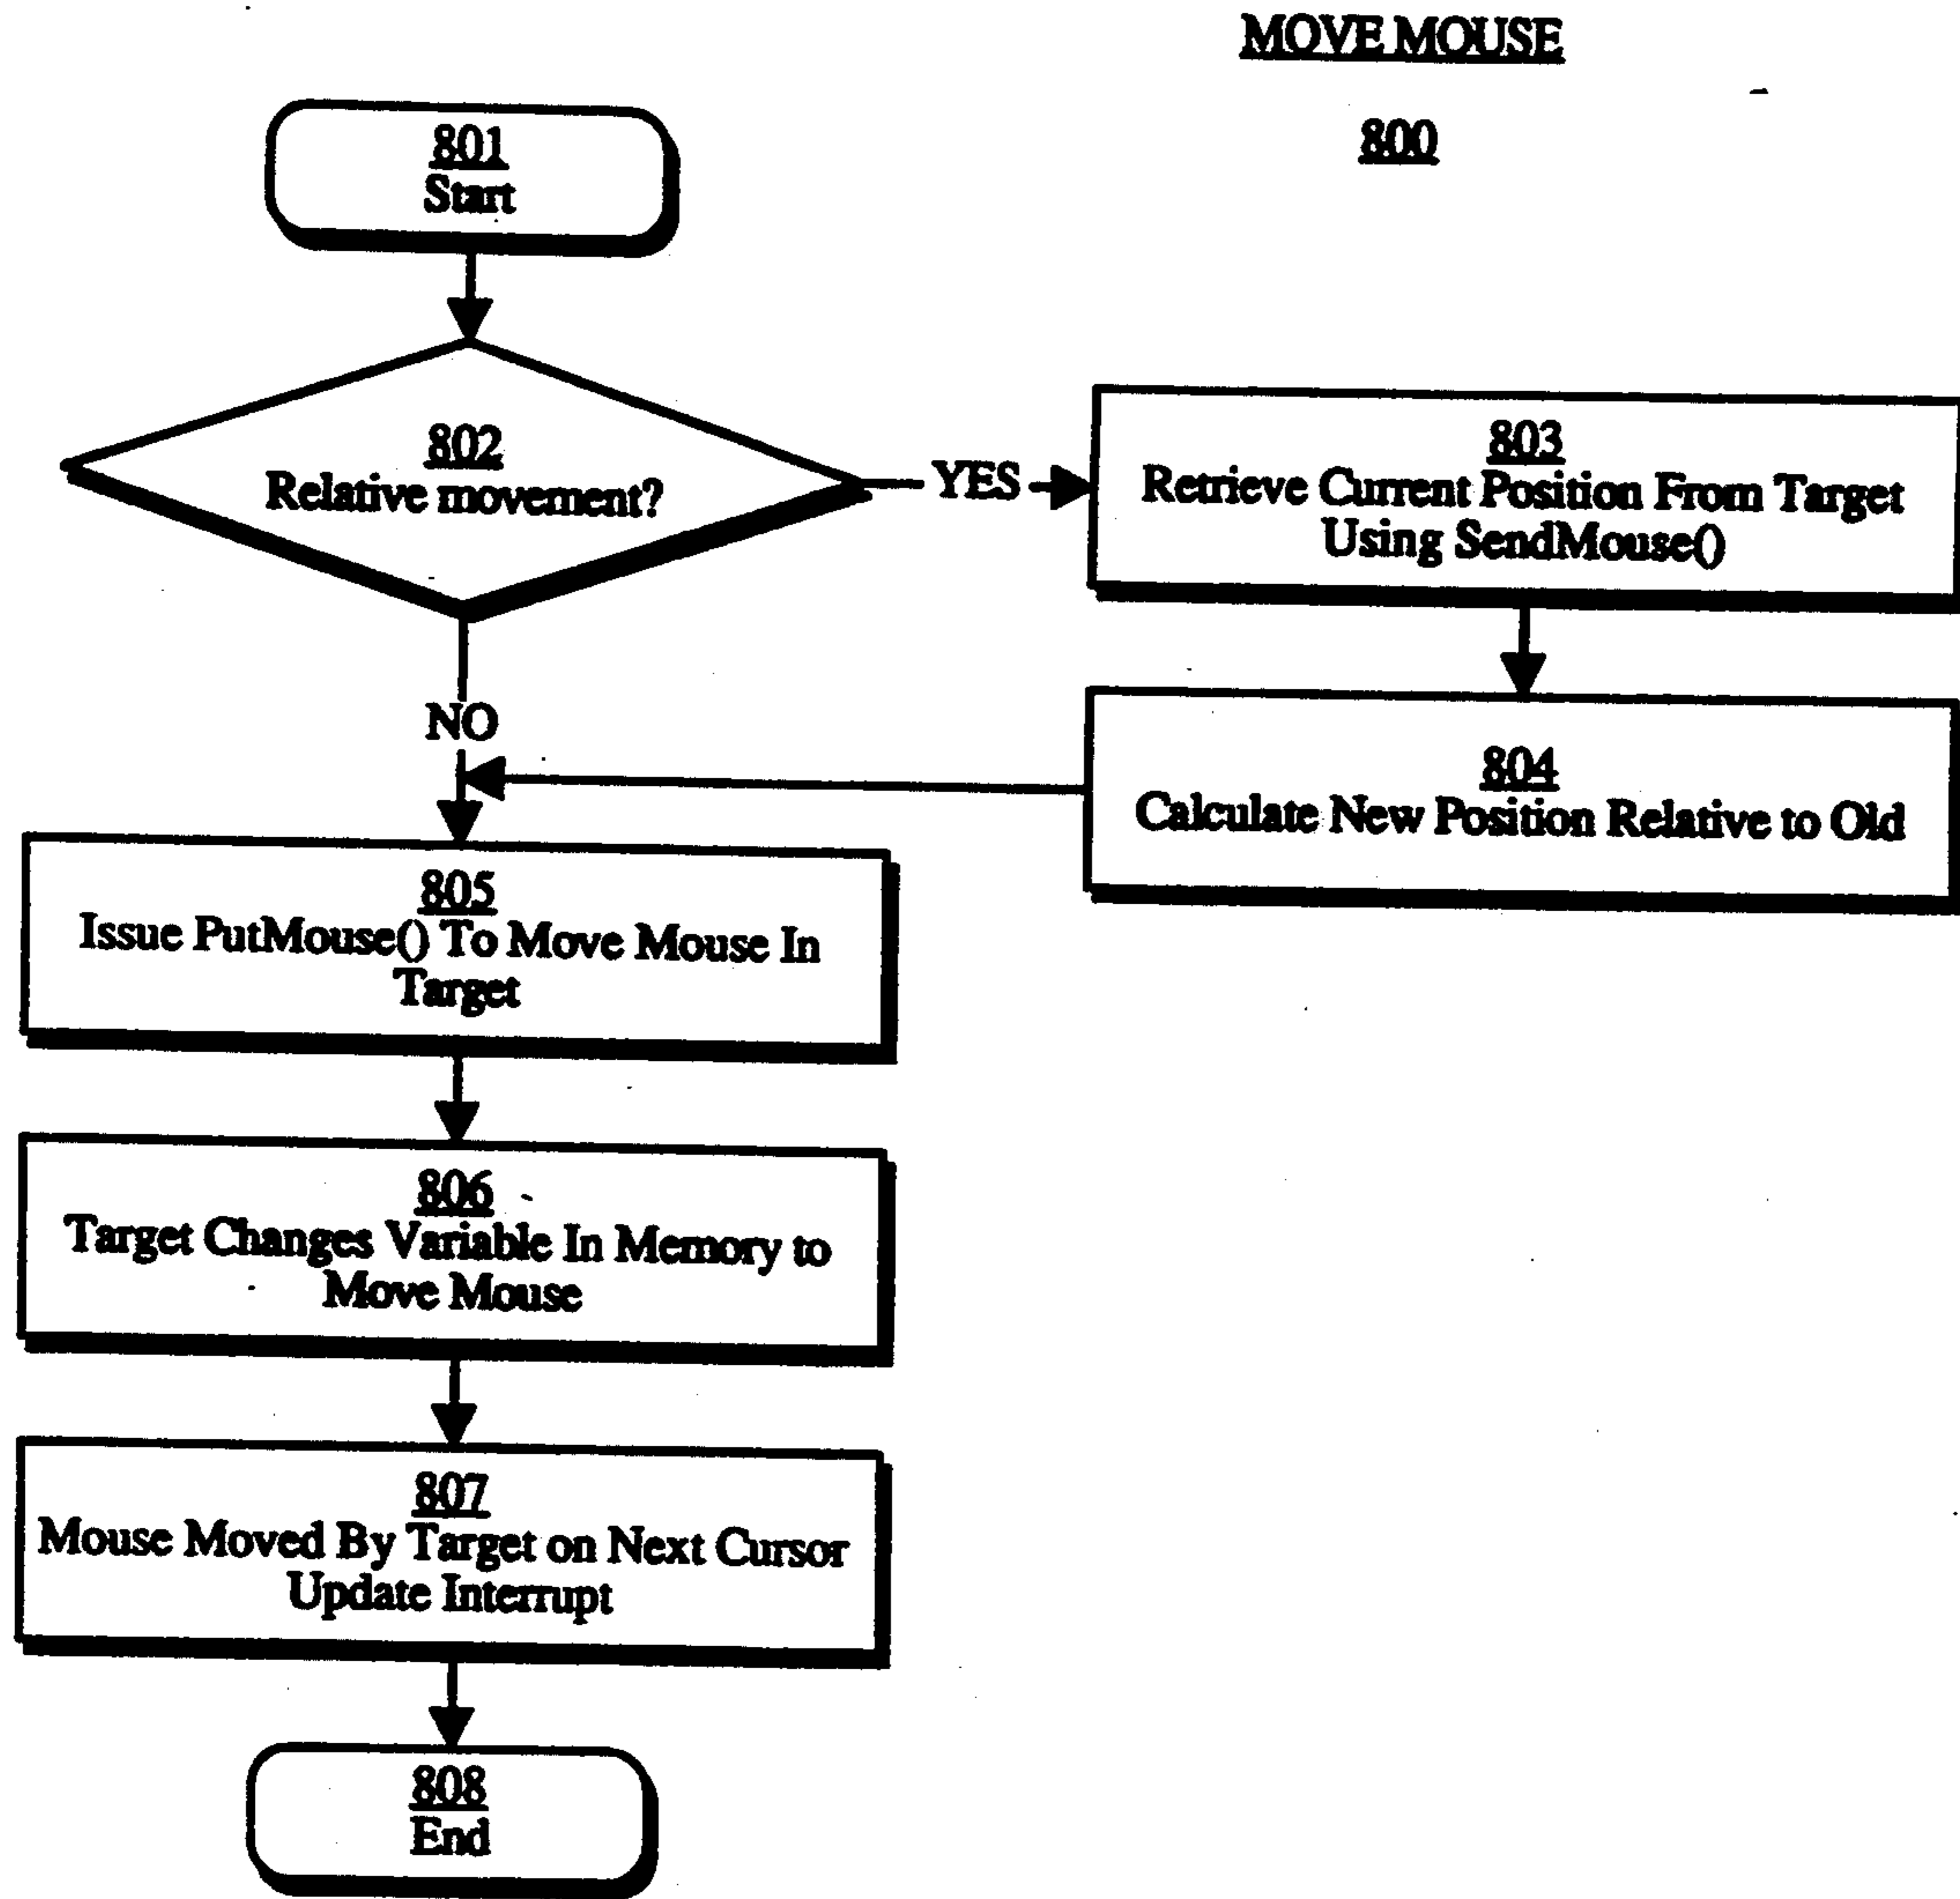 MOVE MOUSE
800
801
Start
802
Relative movement?
YES
803
Retrieve Current Position From Target
Using SendMouse()
NO
804
Calculate New Position Relative to Old
805
Issue PutMouse() To Move Mouse In
Target
806
Target Changes Variable In Memory to
Move Mouse
807
Mouse Moved By Target on Next Cursor
Update Interrupt
808
End